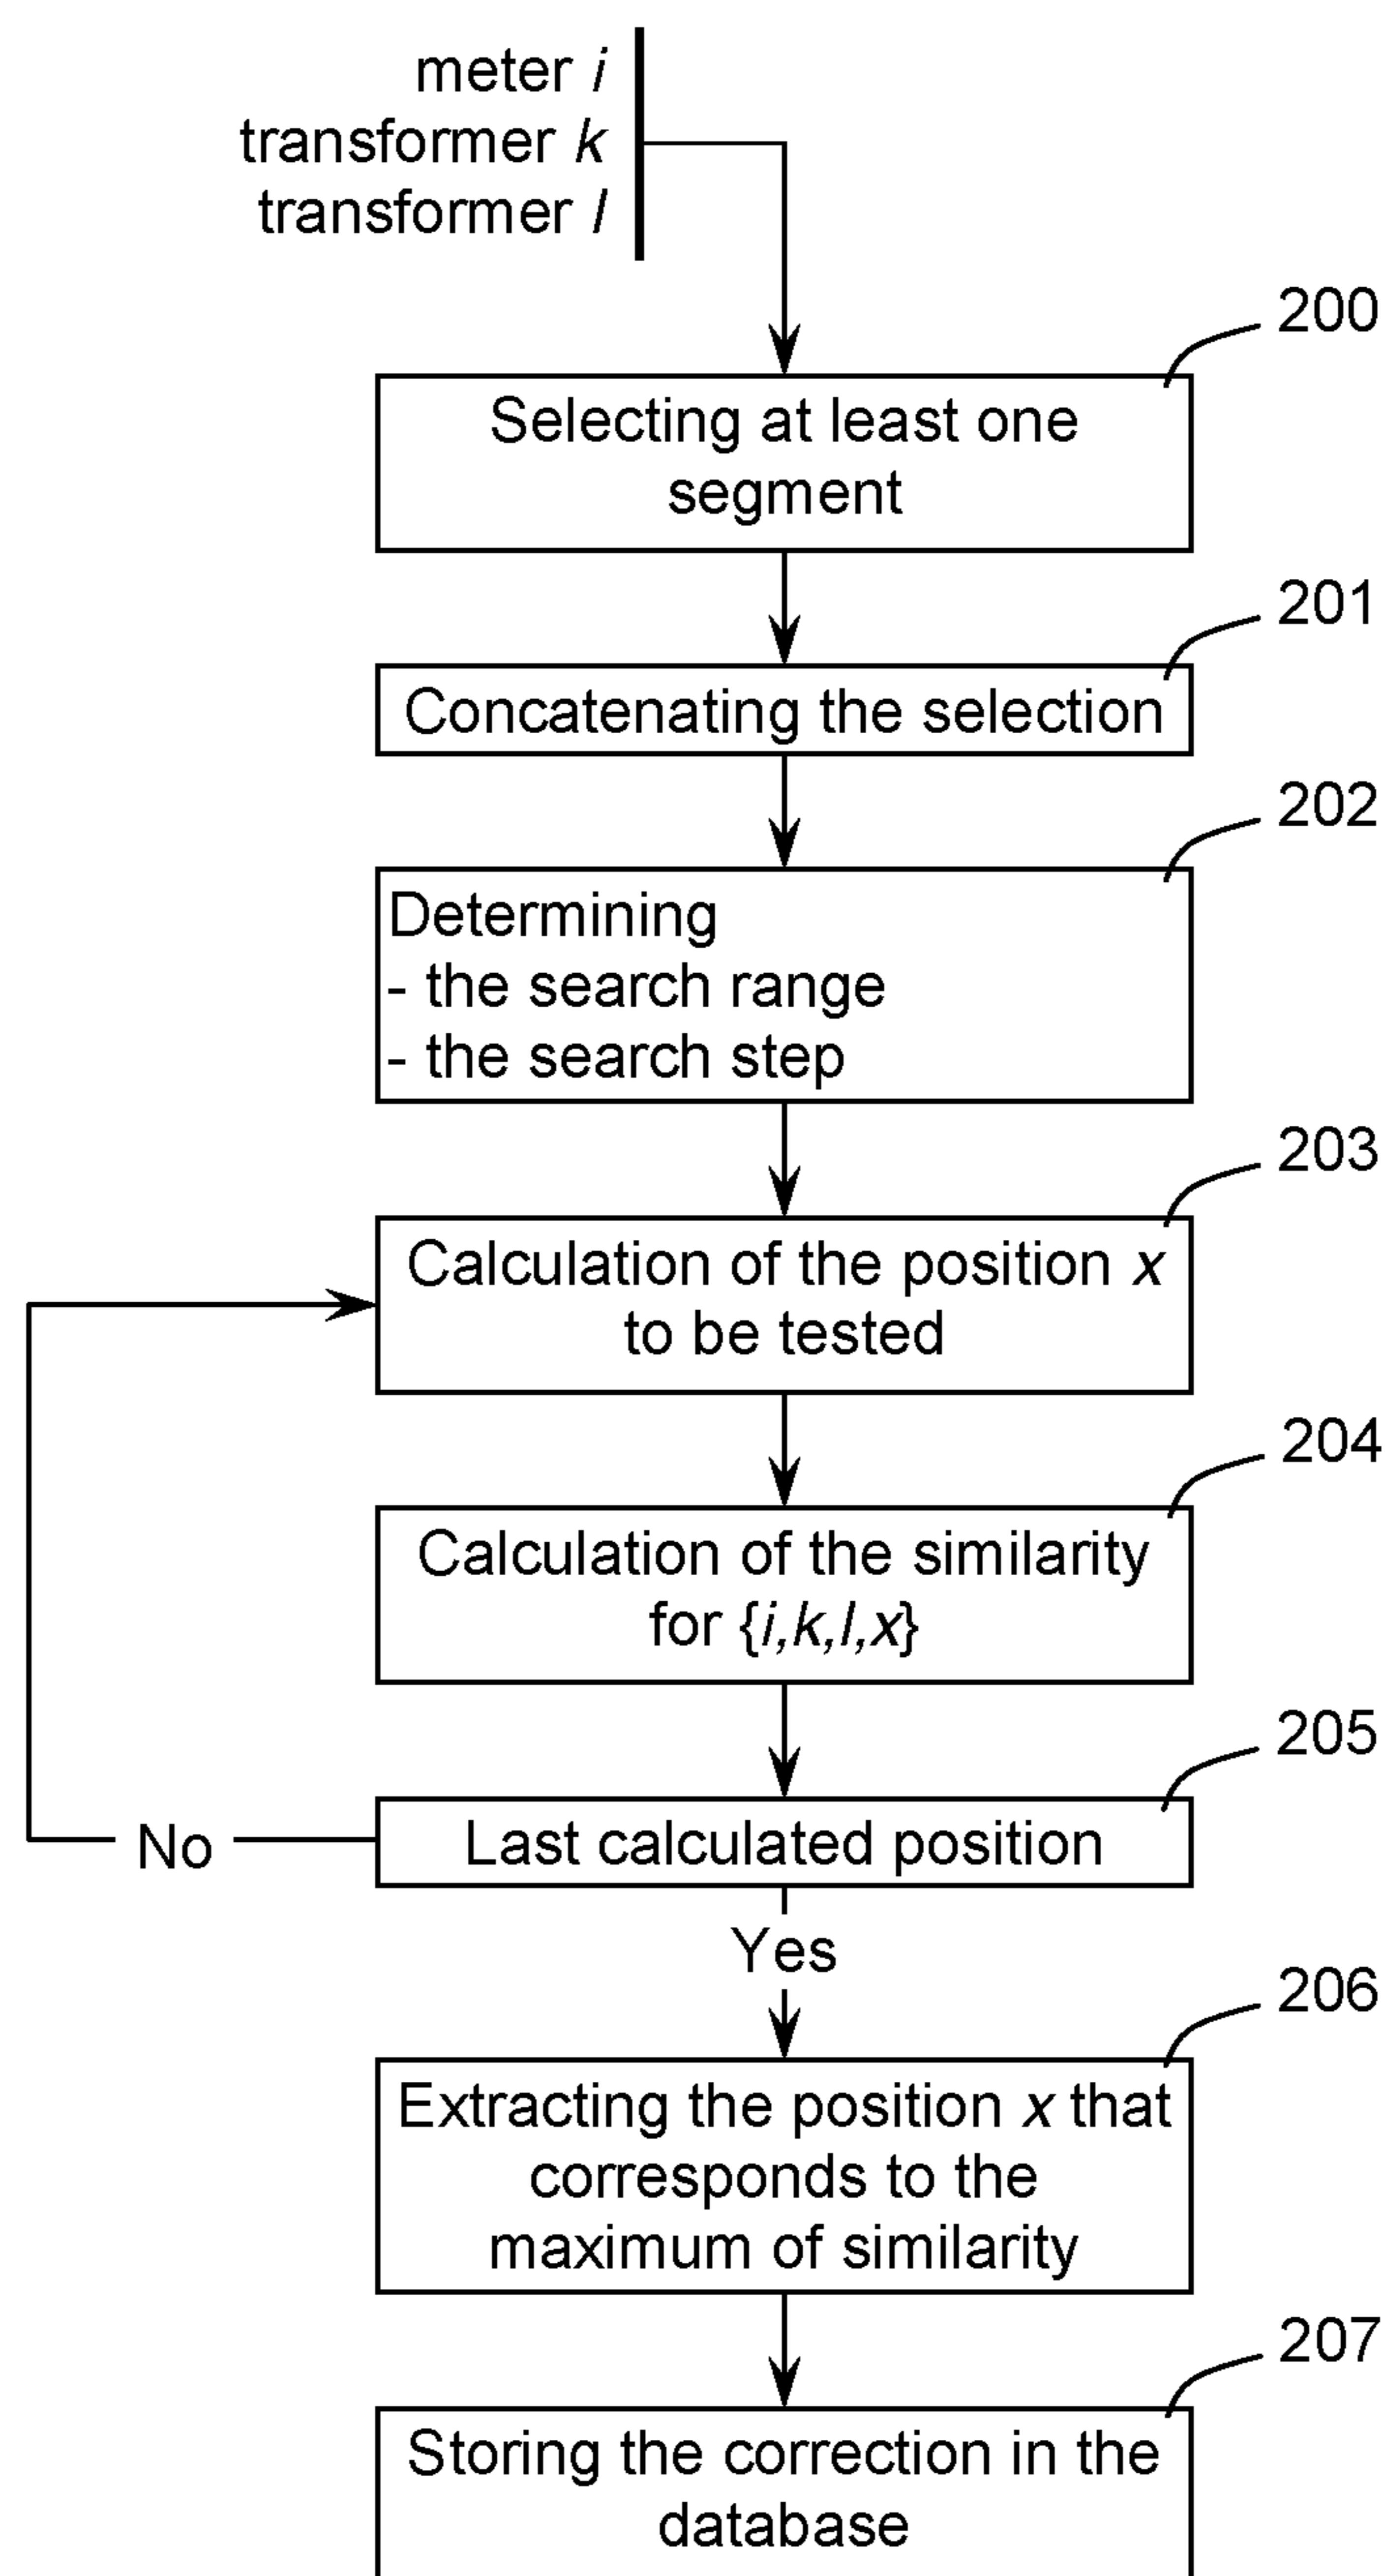 meter i
transformer k
transformer l
200
Selecting at least one
segment
201
Concatenating the selection
202
Determining
- the search range
- the search step
203
Calculation of the position x
to be tested
204
Calculation of the similarity
for {i,k,l,x}
205
Last calculated position
No
Yes
206
Extracting the position x that
corresponds to the
maximum of similarity
207
Storing the correction in the
database